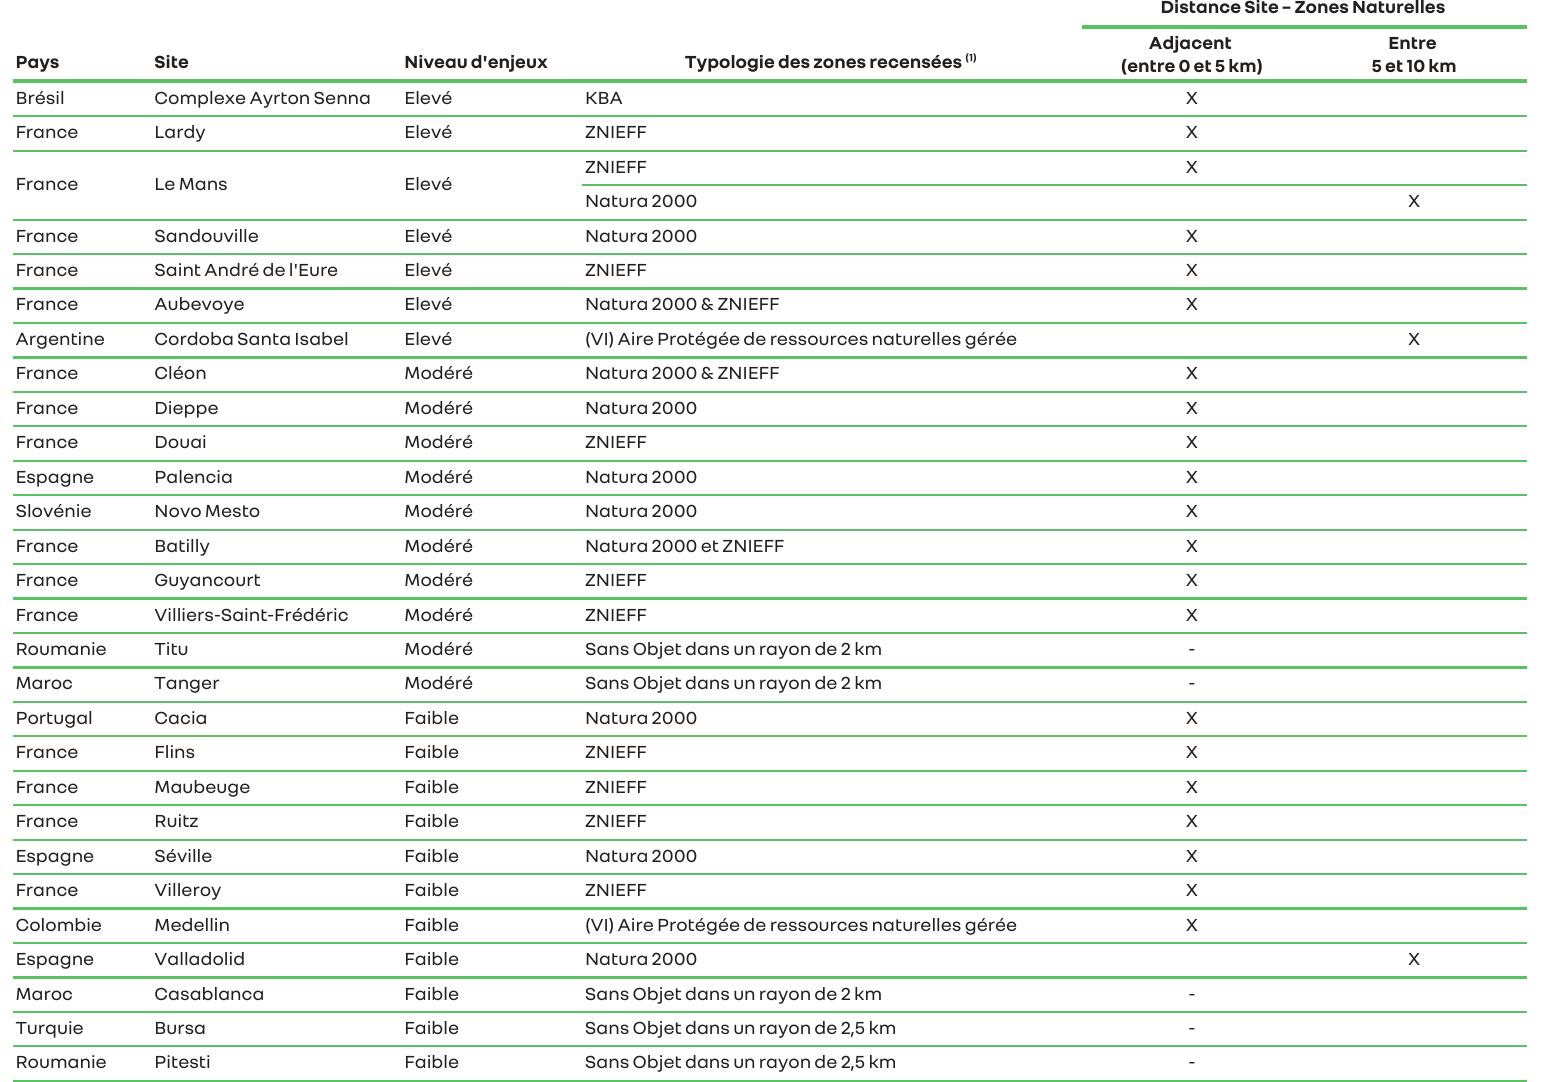 Distance Site – Zones Naturelles
Pays Site Niveau d'enjeux Typologie des zones recensées (1) Adjacent (entre 0 et 5 km) Entre 5 et 10 km
Brésil Complexe Ayrton Senna Elevé KBA X
France Lardy Elevé ZNIEFF X
France Le Mans Elevé ZNIEFF X
Natura 2000 X
France Sandouville Elevé Natura 2000 X
France Saint André de l'Eure Elevé ZNIEFF X
France Aubevoye Elevé Natura 2000 & ZNIEFF X
Argentine Cordoba Santa Isabel Elevé (VI) Aire Protégée de ressources naturelles gérée X
France Cléon Modéré Natura 2000 & ZNIEFF X
France Dieppe Modéré Natura 2000 X
France Douai Modéré ZNIEFF X
Espagne Palencia Modéré Natura 2000 X
Slovénie Novo Mesto Modéré Natura 2000 X
France Batilly Modéré Natura 2000 et ZNIEFF X
France Guyancourt Modéré ZNIEFF X
France Villiers-Saint-Frédéric Modéré ZNIEFF X
Roumanie Titu Modéré Sans Objet dans un rayon de 2 km -
Maroc Tanger Modéré Sans Objet dans un rayon de 2 km -
Portugal Cacia Faible Natura 2000 X
France Flins Faible ZNIEFF X
France Maubeuge Faible ZNIEFF X
France Ruitz Faible ZNIEFF X
Espagne Séville Faible Natura 2000 X
France Villeroy Faible ZNIEFF X
Colombie Medellin Faible (VI) Aire Protégée de ressources naturelles gérée X
Espagne Valladolid Faible Natura 2000 X
Maroc Casablanca Faible Sans Objet dans un rayon de 2 km -
Turquie Bursa Faible Sans Objet dans un rayon de 2,5 km -
Roumanie Pitesti Faible Sans Objet dans un rayon de 2,5 km -